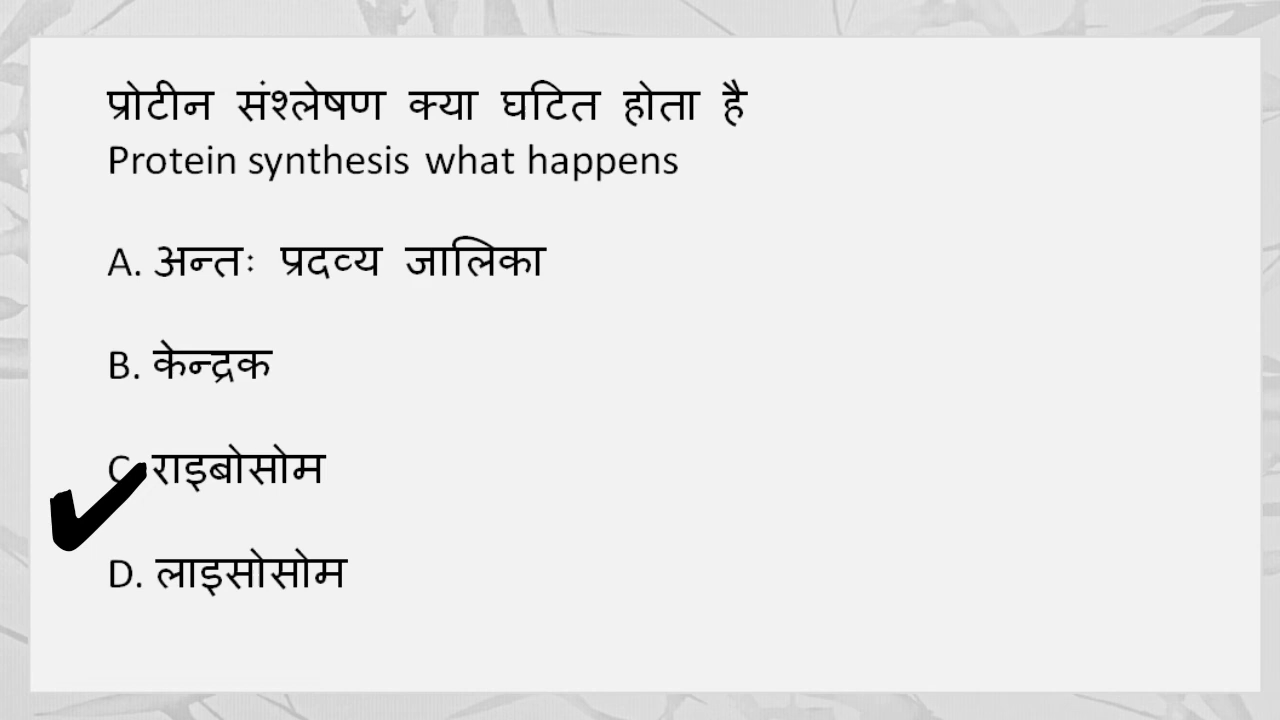 प्रोटीन संश्लेषण क्या घटित होता है
Protein synthesis what happens
A. अन्तः प्रदव्य जालिका
B. केन्द्रक
C. राइबोसोम
D. लाइसोसोम